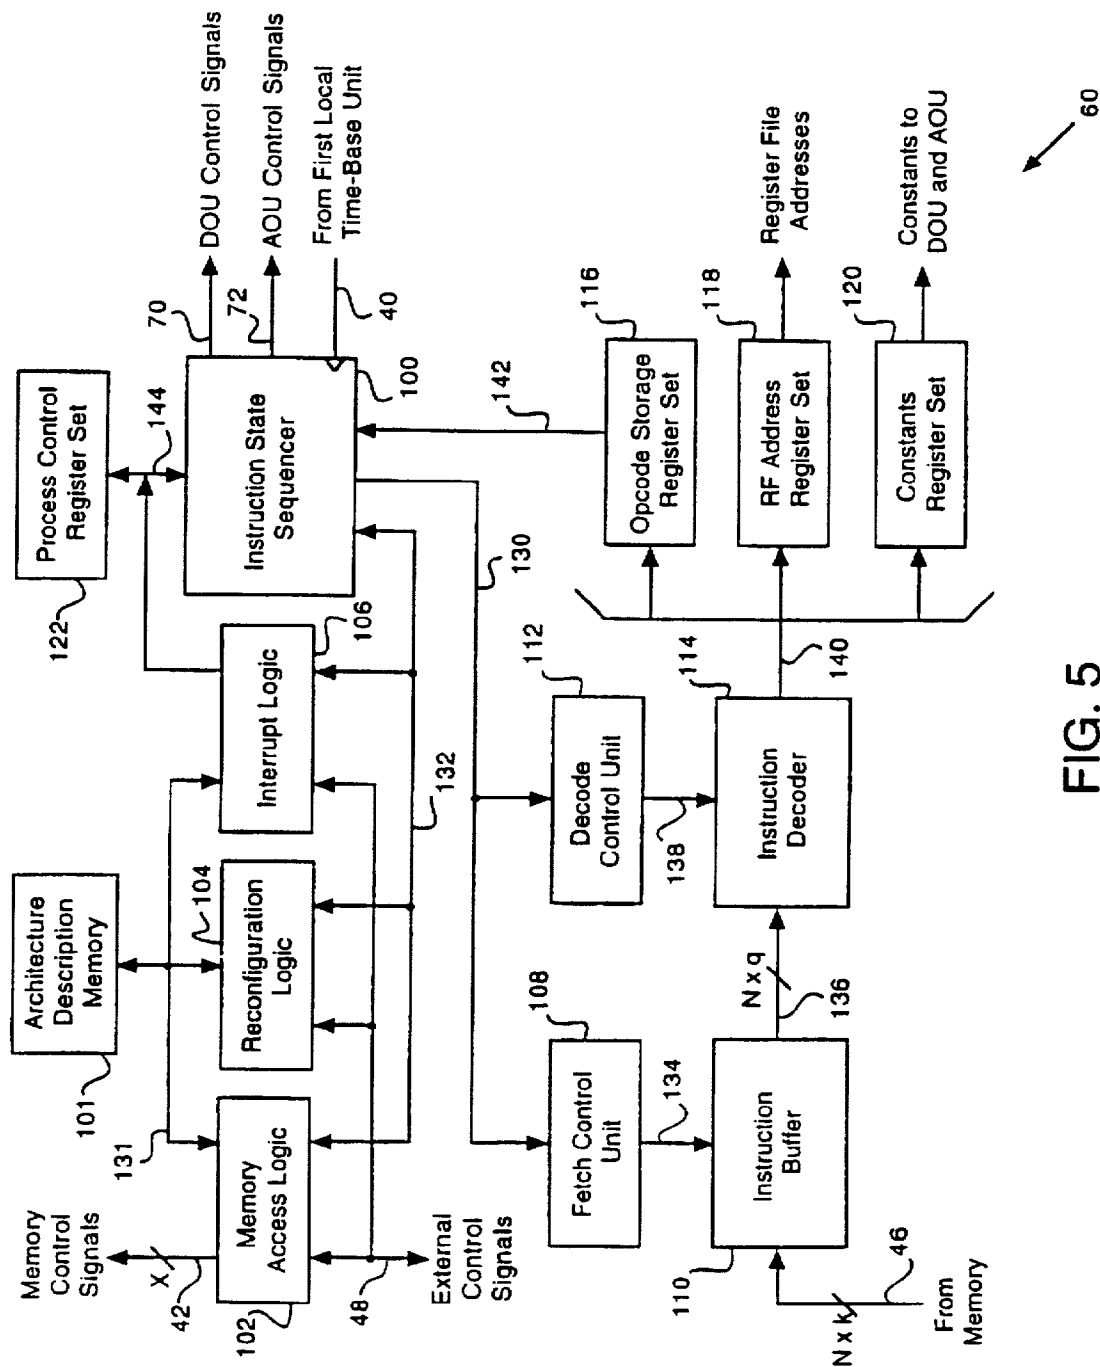 Memory
Control
Signals
X
42
102
Memory
Access Logic
48
External
Control
Signals
131
101
Architecture
Description
Memory
104
Reconfiguration
Logic
Interrupt Logic
106
132
122
Process Control
Register Set
144
Instruction State
Sequencer
100
70
DOU Control Signals
72
AOU Control Signals
From First Local
Time-Base Unit
40
130
142
108
Fetch Control
Unit
134
112
Decode
Control Unit
138
From
Memory
46
N x k
110
Instruction
Buffer
N x q
136
114
Instruction
Decoder
140
116
Opcode Storage
Register Set
118
RF Address
Register Set
Register File
Addresses
120
Constants
Register Set
Constants to
DOU and AOU
60
FIG. 5